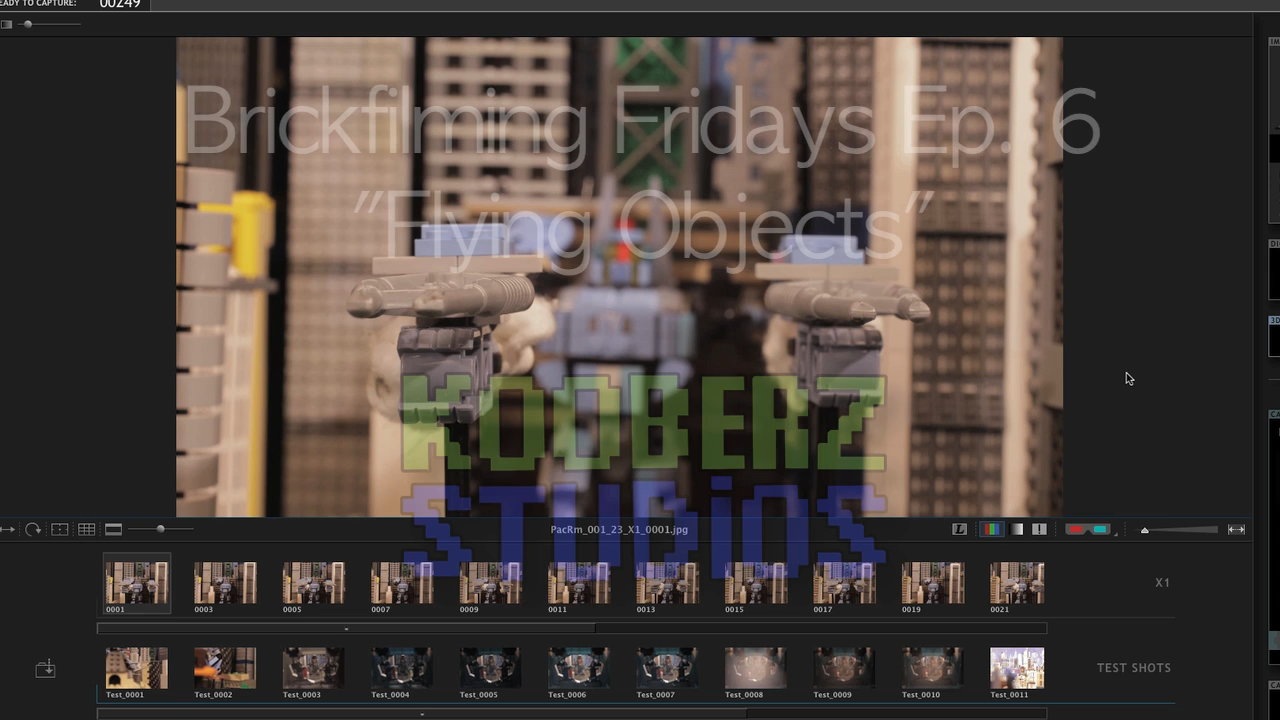 READY TO CAPTURE: 00249
Brickfilming Fridays Ep. 6
"Flying Objects"
KOOBERZ
STUDiOS
PacRm_001_23_X1_0001.jpg
L
0001 0003 0005 0007 0009 0011 0013 0015 0017 0019 0021
X1
TEST SHOTS
Test_0001 Test_0002 Test_0003 Test_0004 Test_0005 Test_0006 Test_0007 Test_0008 Test_0009 Test_0010 Test_0011